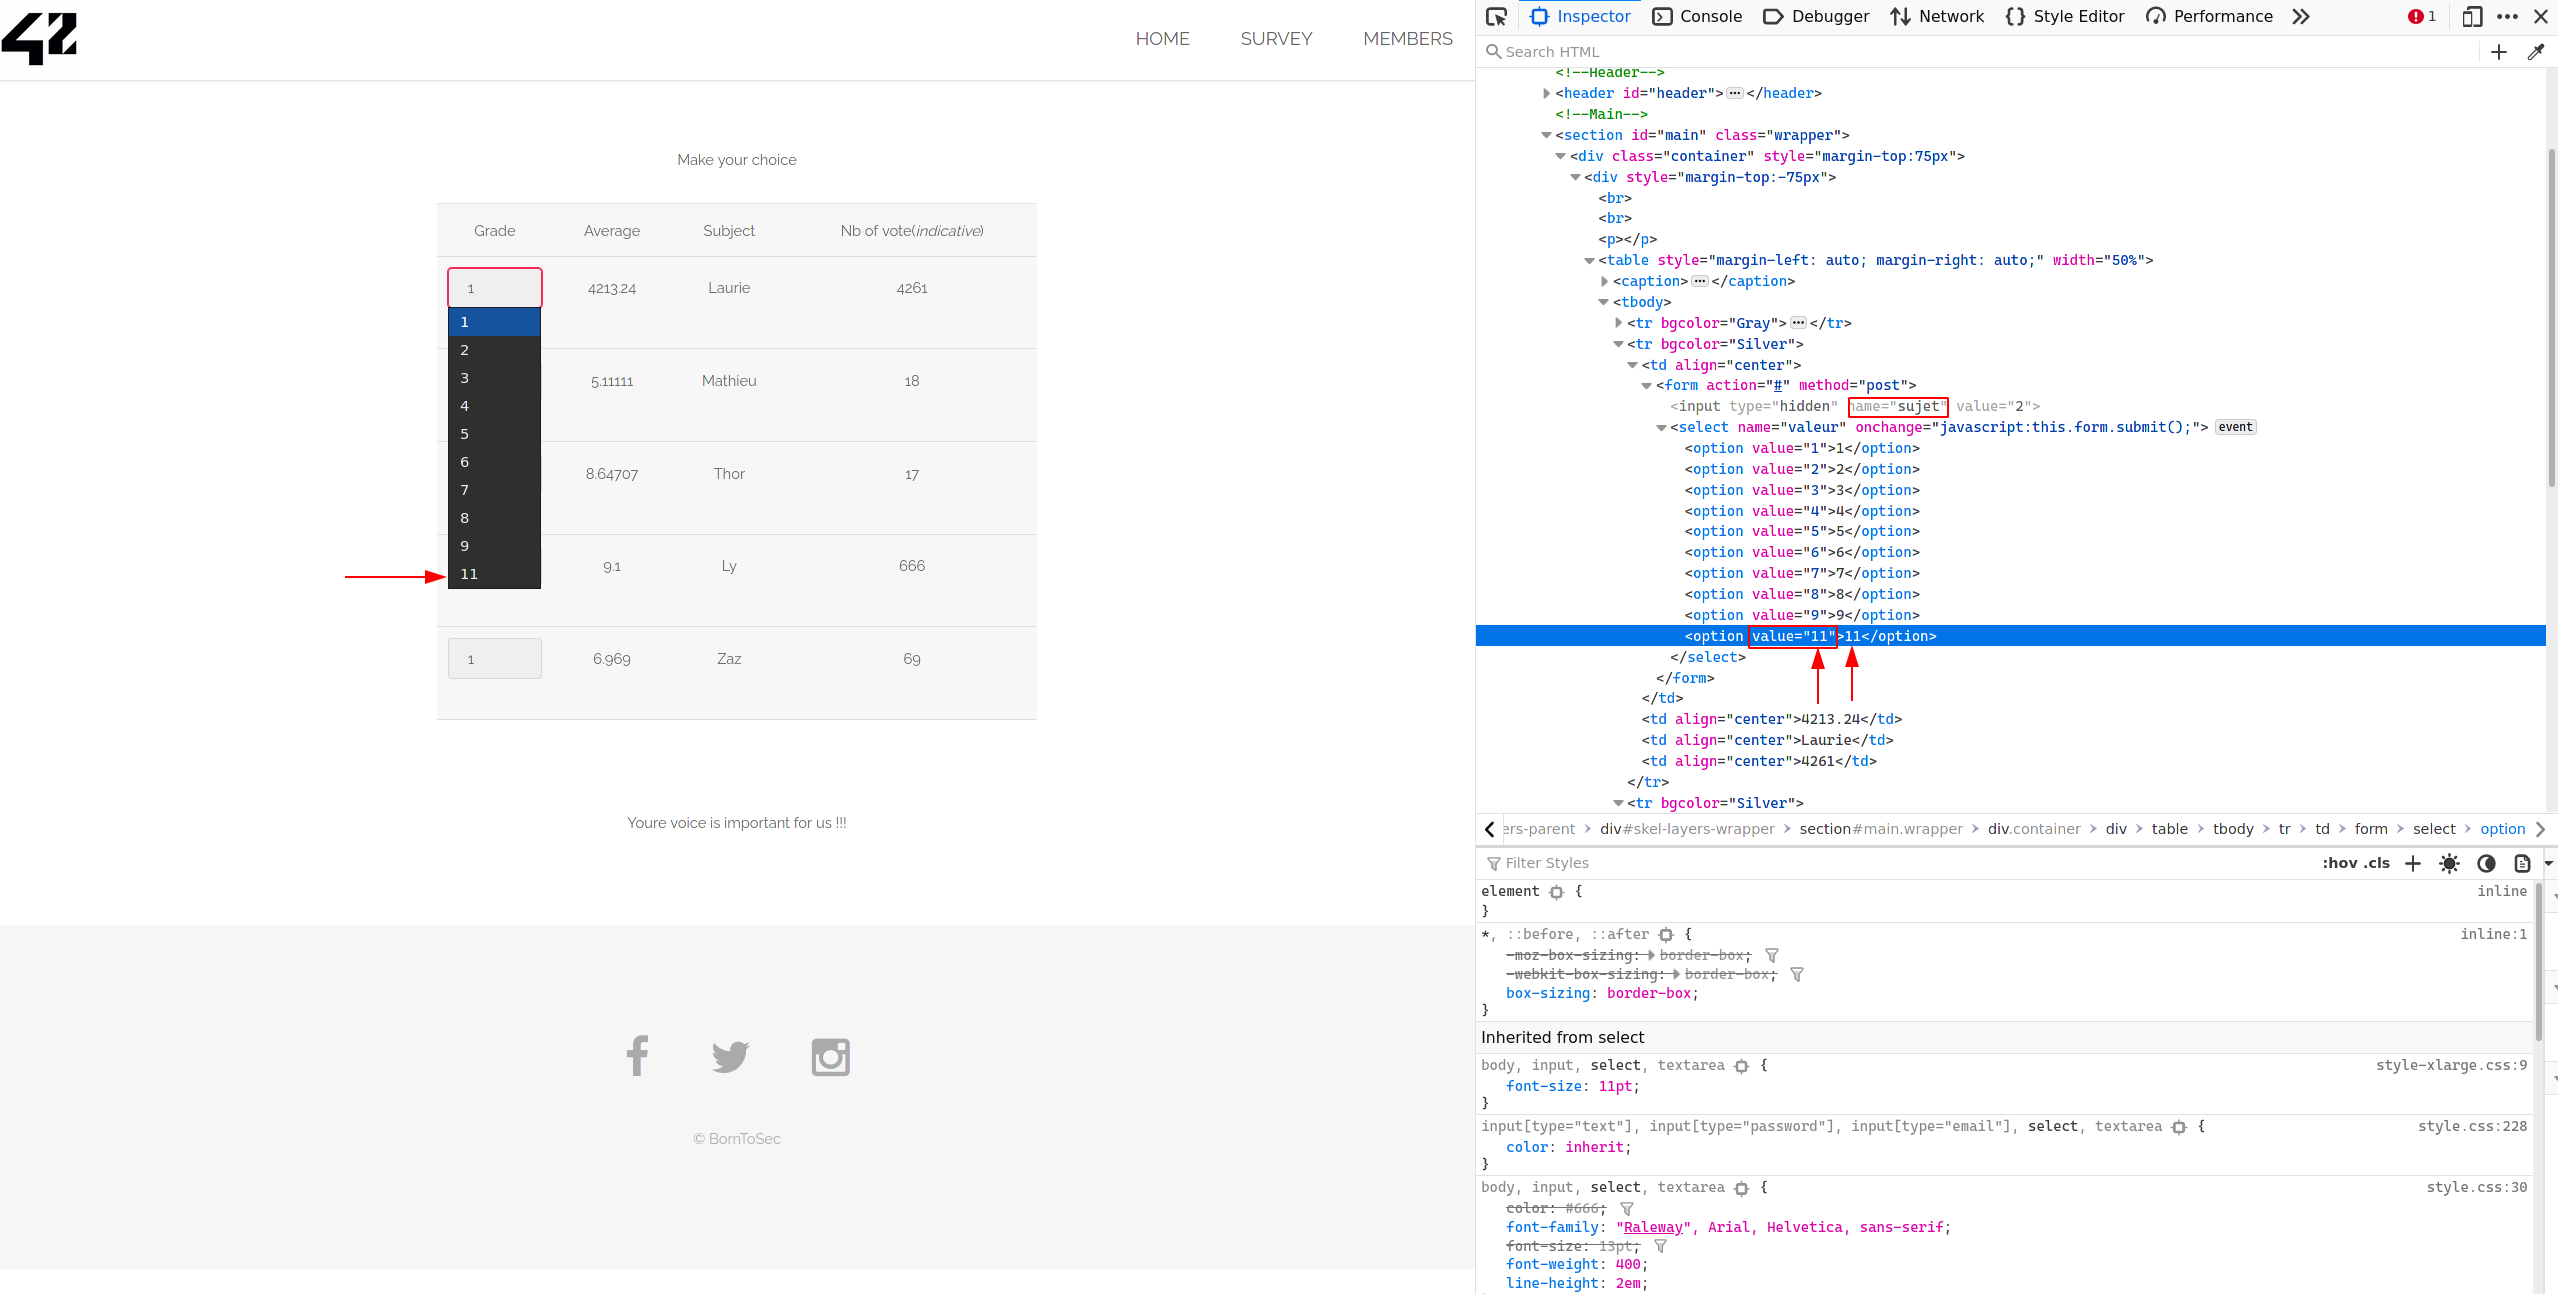 42
HOME SURVEY MEMBERS
Make your choice
Grade Average Subject Nb of vote(indicative)
1 4213.24 Laurie 4261
1
2
3
4
5
6
7
8
9
11
5.11111 Mathieu 18
8.64707 Thor 17
9.1 Ly 666
1 6.969 Zaz 69
Youre voice is important for us !!!
© BornToSec
Inspector Console Debugger Network Style Editor Performance 1
Search HTML
<!--Header-->
<header id="header"></header>
<!--Main-->
<section id="main" class="wrapper">
<div class="container" style="margin-top:75px">
<div style="margin-top:-75px">
<br>
<br>
<p></p>
<table style="margin-left: auto; margin-right: auto;" width="50%">
<caption></caption>
<tbody>
<tr bgcolor="Gray"></tr>
<tr bgcolor="Silver">
<td align="center">
<form action="#" method="post">
<input type="hidden" name="sujet" value="2">
<select name="valeur" onchange="javascript:this.form.submit();"> event
<option value="1">1</option>
<option value="2">2</option>
<option value="3">3</option>
<option value="4">4</option>
<option value="5">5</option>
<option value="6">6</option>
<option value="7">7</option>
<option value="8">8</option>
<option value="9">9</option>
<option value="11">11</option>
</select>
</form>
</td>
<td align="center">4213.24</td>
<td align="center">Laurie</td>
<td align="center">4261</td>
</tr>
<tr bgcolor="Silver">
ers-parent div#skel-layers-wrapper section#main.wrapper div.container div table tbody tr td form select option
Filter Styles :hov .cls
element { inline
}
*, ::before, ::after { inline:1
-moz-box-sizing: border-box;
-webkit-box-sizing: border-box;
box-sizing: border-box;
}
Inherited from select
body, input, select, textarea { style-xlarge.css:9
font-size: 11pt;
}
input[type="text"], input[type="password"], input[type="email"], select, textarea { style.css:228
color: inherit;
}
body, input, select, textarea { style.css:30
color: #666;
font-family: "Raleway", Arial, Helvetica, sans-serif;
font-size: 13pt;
font-weight: 400;
line-height: 2em;